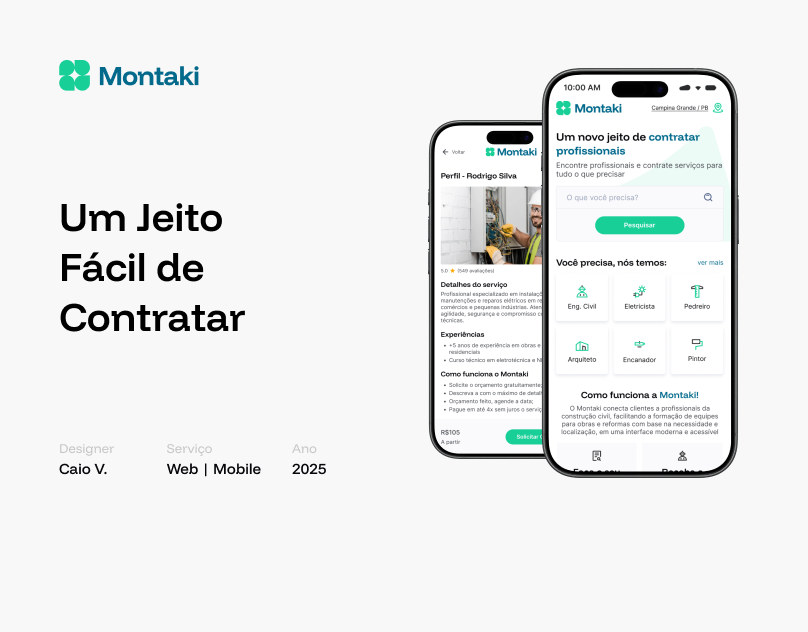 Montaki
Um Jeito
Fácil de
Contratar
Designer
Caio V.
Serviço
Web | Mobile
Ano
2025
Voltar
Montaki
Perfil - Rodrigo Silva
5.0 (549 avaliações)
Detalhes do serviço
Profissional especializado em
manutenções e reparos elétricos em
comércios e pequenas indústrias.
agilidade, segurança e compromisso
técnicas.
Experiências
+5 anos de experiência em obras e
residenciais
Curso técnico em eletrotécnica e
Como funciona o Montaki
Solicite o orçamento gratuitamente;
Descreva a com o máximo de
Orçamento feito, agende a data;
Pague em até 4x sem juros o
R$105
A partir
Solicitar
10:00 AM
Montaki
Campina Grande / PB
Um novo jeito de contratar
profissionais
Encontre profissionais e contrate serviços para
tudo o que precisar
O que você precisa?
Pesquisar
Você precisa, nós temos:
ver mais
Eng. Civil
Eletricista
Pedreiro
Arquiteto
Encanador
Pintor
Como funciona a Montaki!
O Montaki conecta clientes a profissionais da
construção civil, facilitando a formação de equipes
para obras e reformas com base na necessidade e
localização, em uma interface moderna e acessível